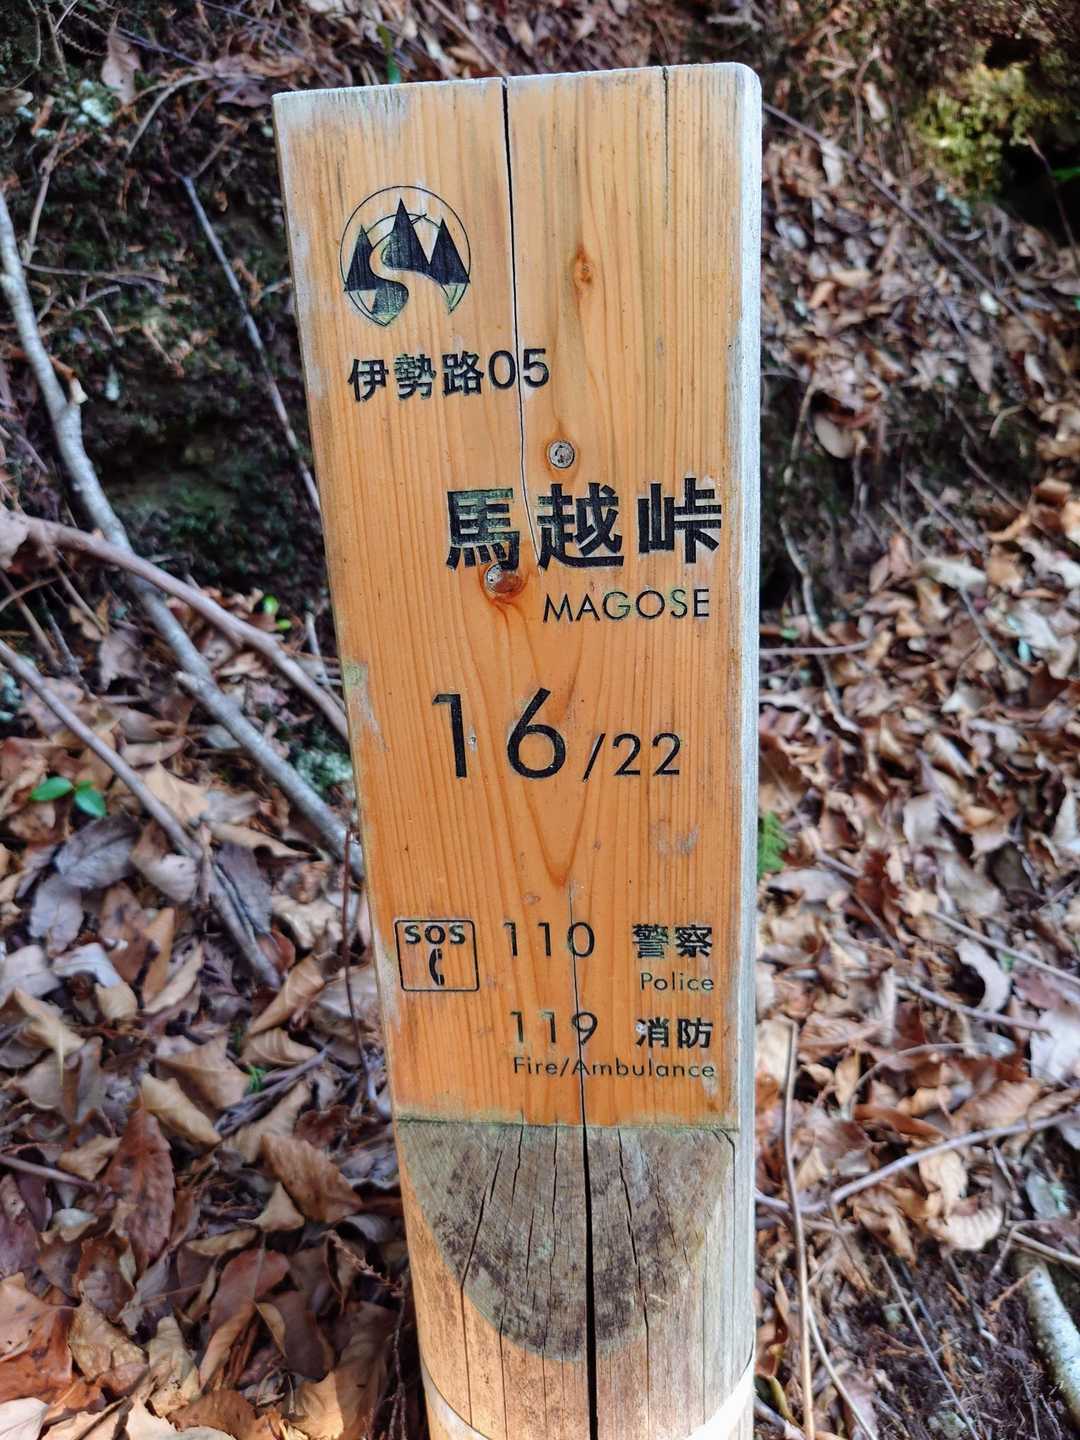 伊勢路05
馬越峠
MAGOSE
16/22
SOS 110 警察
Police
119 消防
Fire/Ambulance